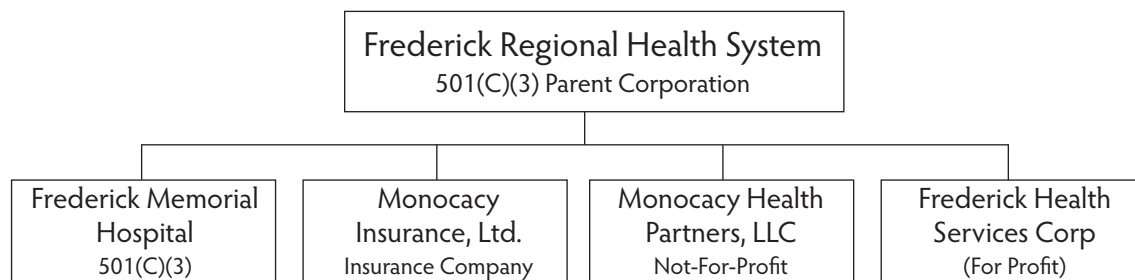 Frederick Regional Health System
501(C)(3) Parent Corporation
Frederick Memorial
Hospital
501(C)(3)
Monocacy
Insurance, Ltd.
Insurance Company
Monocacy Health
Partners, LLC
Not-For-Profit
Frederick Health
Services Corp
(For Profit)